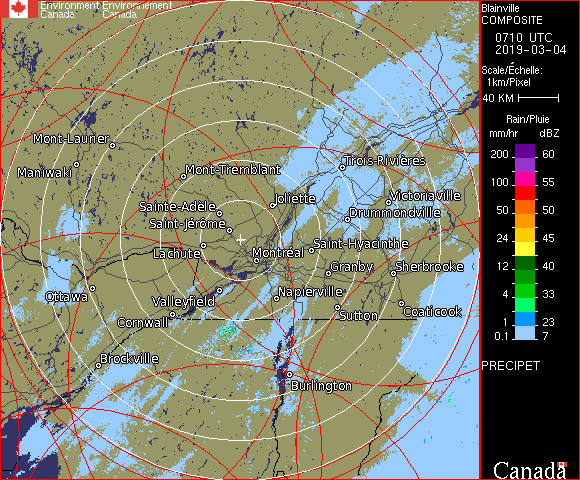 Environment Environnement
Canada Canada
Blainville
COMPOSITE
0710 UTC
2019-03-04
Scale/Échelle:
1km/Pixel
40 KM
Rain/Pluie
mm/hr dBZ
200 60
100 55
50 50
24 45
12 40
4 33
1 23
0.1 7
PRECIPET
Canada
Mont-Laurier
Maniwaki
Mont-Tremblant
Trois-Rivières
Sainte-Adèle
Joliette
Victoriaville
Saint-Jérôme
Drummondville
Lachute
Montréal
Saint-Hyacinthe
Granby
Sherbrooke
Ottawa
Valleyfield
Napierville
Cornwall
Sutton
Coaticook
Brockville
Burlington